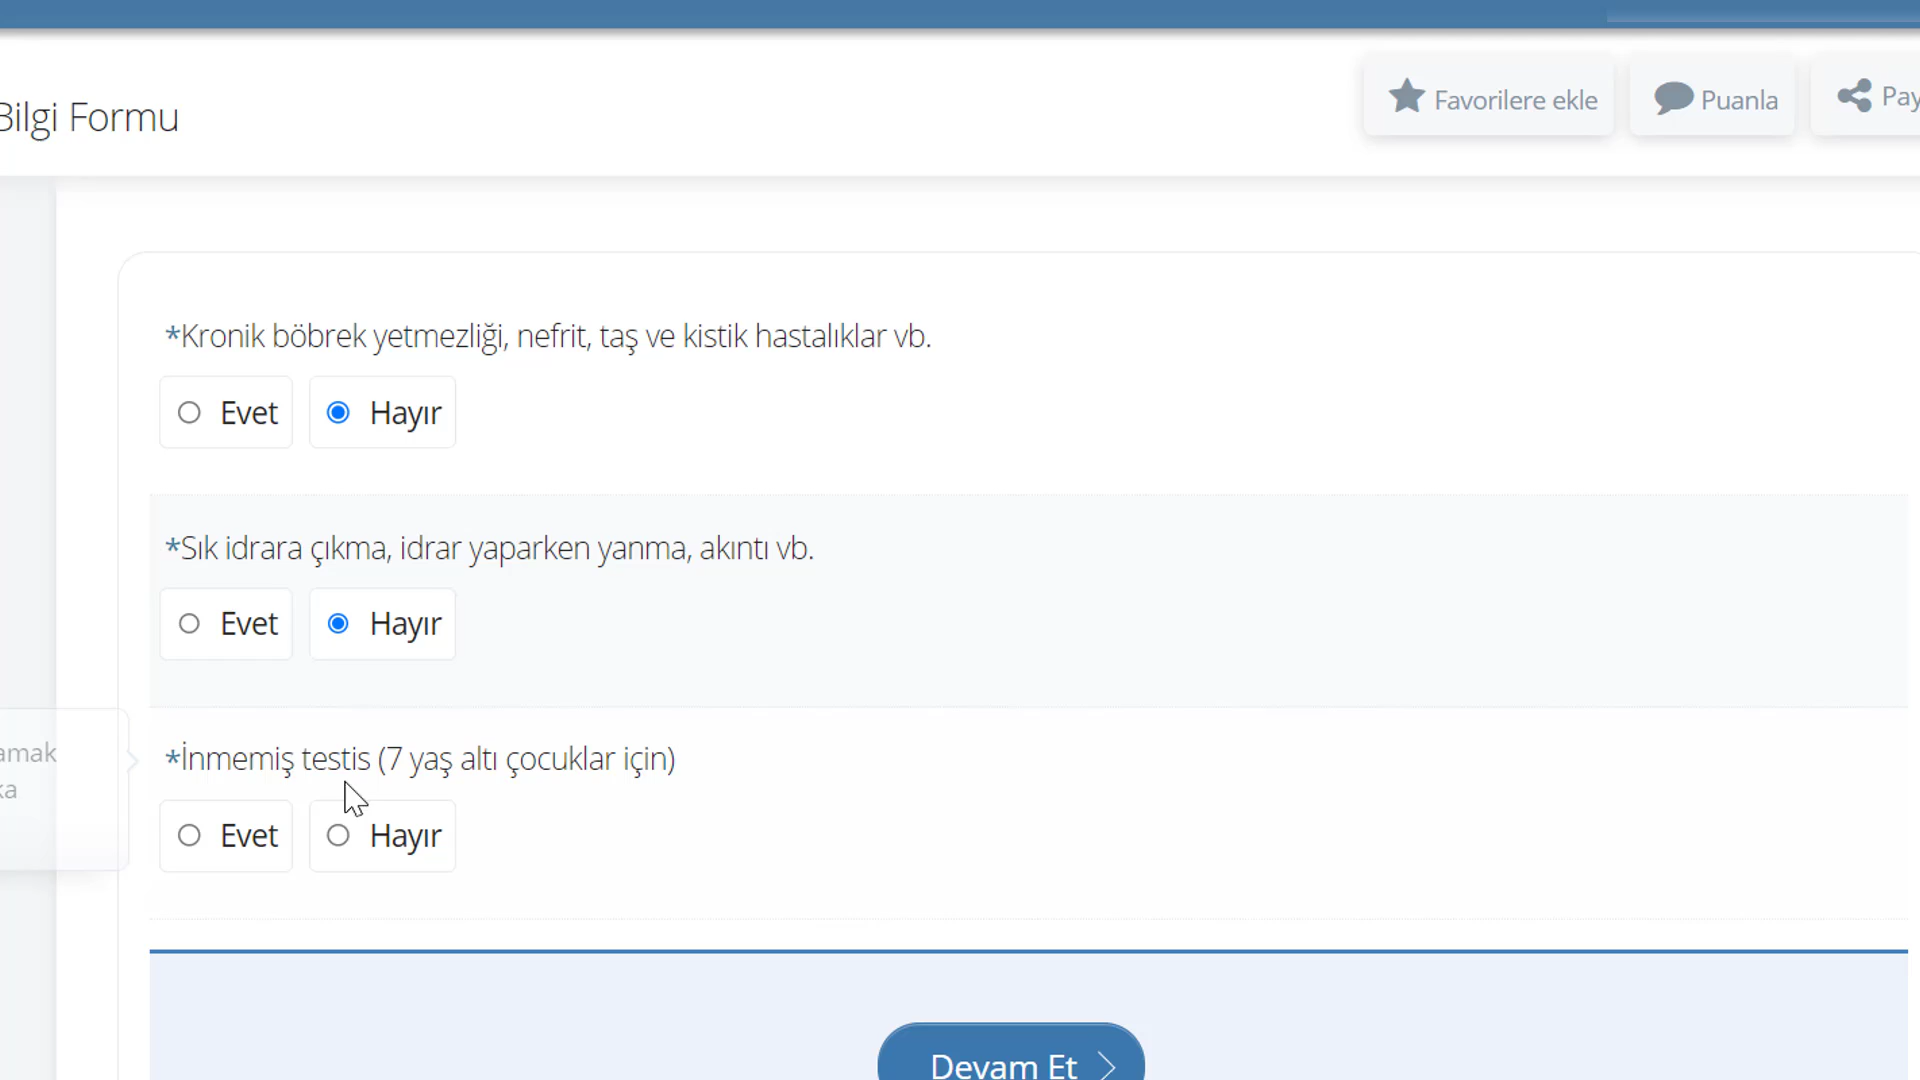 Bilgi Formu
Favorilere ekle
Puanla
*Kronik böbrek yetmezliği, nefrit, taş ve kistik hastalıklar vb.
Evet
Hayır
*Sık idrara çıkma, idrar yaparken yanma, akıntı vb.
Evet
Hayır
*İnmemiş testis (7 yaş altı çocuklar için)
Evet
Hayır
Devam Et